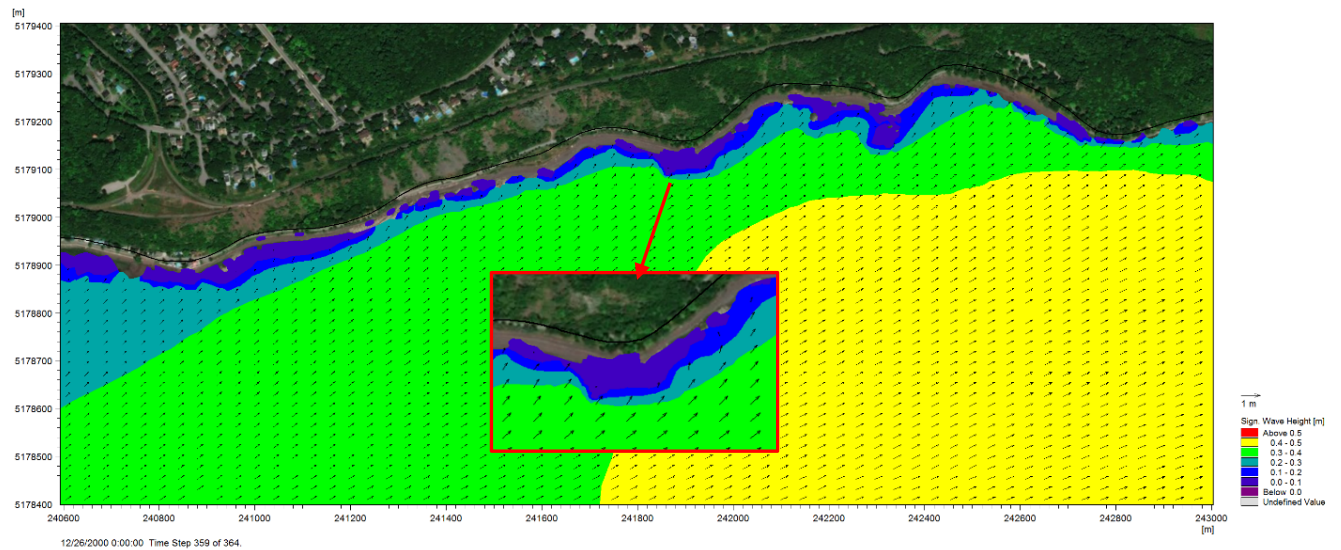 [m]
5179400
5179300
5179200
5179100
5179000
5178900
5178800
5178700
5178600
5178500
5178400
240600 240800 241000 241200 241400 241600 241800 242000 242200 242400 242600 242800 243000
[m]
12/26/2000 0:00:00 Time Step 359 of 364.
1 m
Sign. Wave Height [m]
Above 0.5
0.4 - 0.5
0.3 - 0.4
0.2 - 0.3
0.1 - 0.2
0.0 - 0.1
Below 0.0
Undefined Value